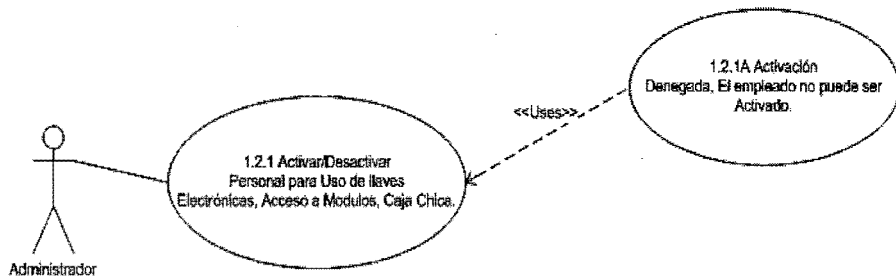 1.2.1A Activación
Denegada, El empleado no puede ser
Activado.
<<Uses>>
1.2.1 Activar/Desactivar
Personal para Uso de llaves
Electrónicas, Acceso a Modulos, Caja Chica.
Administrador